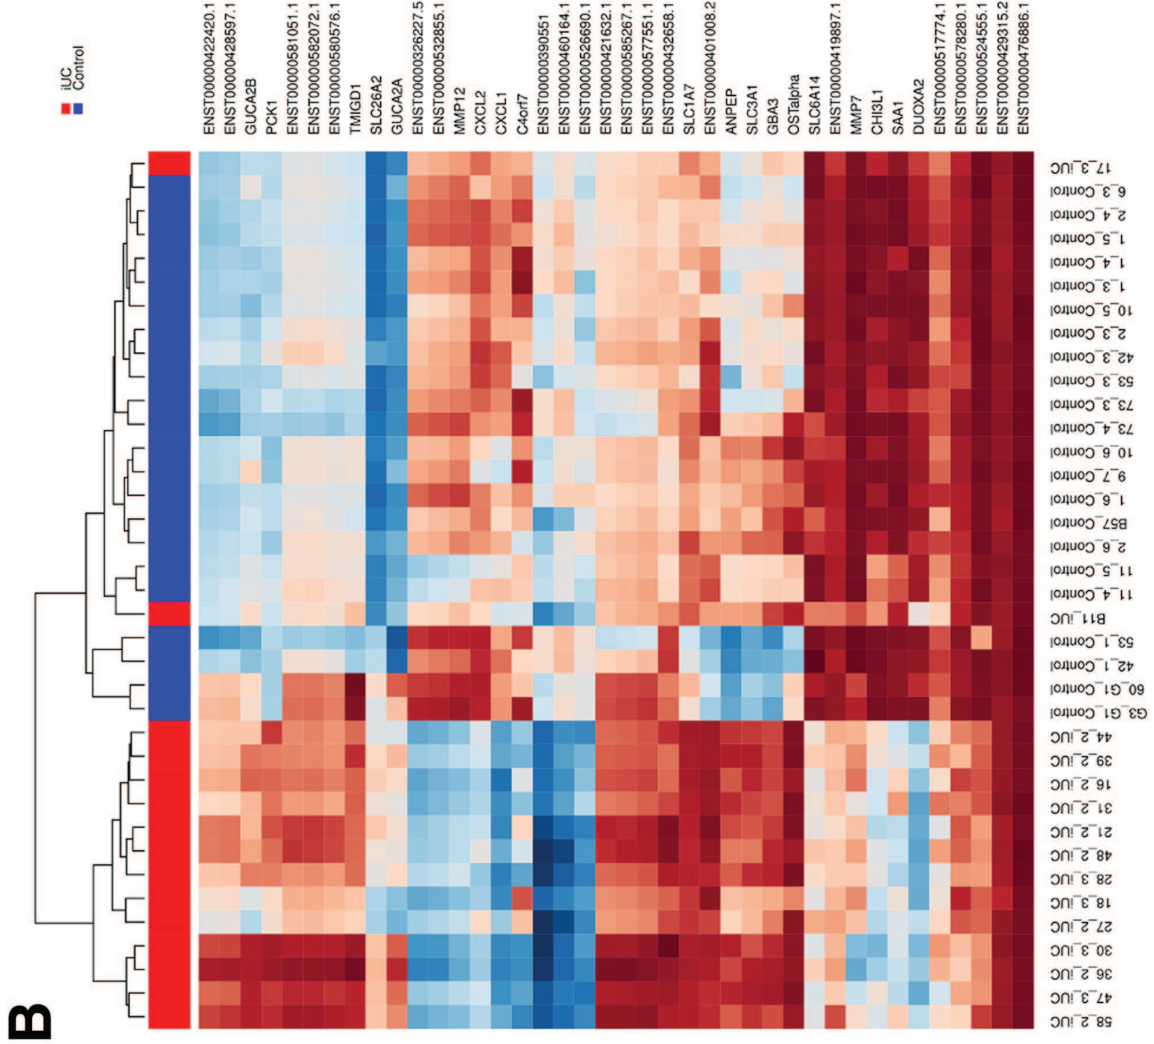 B
iUC
Control
ENST00000422420.1
ENST00000428597.1
GUCA2B
PCK1
ENST00000581051.1
ENST00000582072.1
ENST00000580576.1
TMIGD1
SLC26A2
GUCA2A
ENST00000326227.5
ENST00000532855.1
MMP12
CXCL2
CXCL1
C4orf7
ENST00000390551
ENST00000460164.1
ENST00000526690.1
ENST00000421632.1
ENST00000585267.1
ENST00000577551.1
ENST00000432658.1
SLC1A7
ENST00000401008.2
ANPEP
SLC3A1
GBA3
OSTalpha
SLC6A14
ENST00000419897.1
MMP7
CHI3L1
SAA1
DUOXA2
ENST00000517774.1
ENST00000578280.1
ENST00000524555.1
ENST00000429315.2
ENST00000476886.1
58_2_iUC
47_3_iUC
36_2_iUC
30_3_iUC
27_2_iUC
18_3_iUC
28_3_iUC
48_2_iUC
21_2_iUC
31_2_iUC
16_2_iUC
39_2_iUC
44_2_iUC
G3_G1_Control
60_G1_Control
42_1_Control
53_1_Control
B11_iUC
11_4_Control
11_5_Control
2_6_Control
B57_Control
1_6_Control
9_7_Control
10_6_Control
73_4_Control
73_3_Control
53_3_Control
42_3_Control
2_3_Control
10_5_Control
1_3_Control
1_4_Control
1_5_Control
2_4_Control
6_3_Control
17_3_iUC